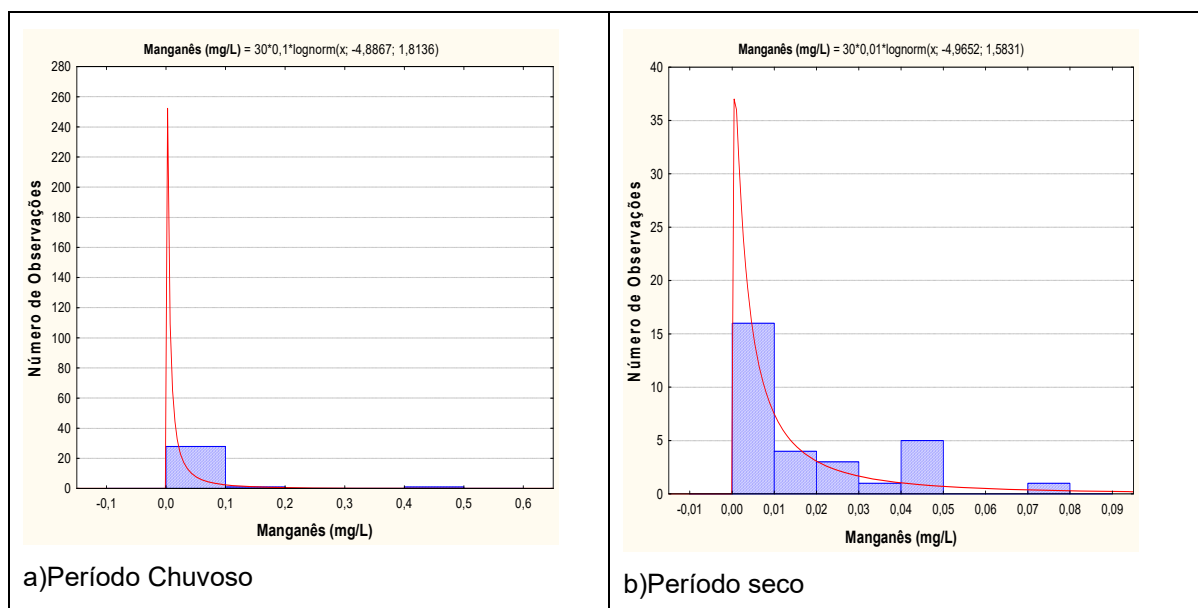 Manganês (mg/L) = 30*0,1*lognorm(x; -4,8867; 1,8136)
280
260
240
220
200
180
160
140
120
100
80
60
40
20
0
Número de Observações
-0,1 0,0 0,1 0,2 0,3 0,4 0,5 0,6
Manganês (mg/L)
a)Período Chuvoso
Manganês (mg/L) = 30*0,01*lognorm(x; -4,9652; 1,5831)
40
35
30
25
20
15
10
5
0
Número de Observações
-0,01 0,00 0,01 0,02 0,03 0,04 0,05 0,06 0,07 0,08 0,09
Manganês (mg/L)
b)Período seco